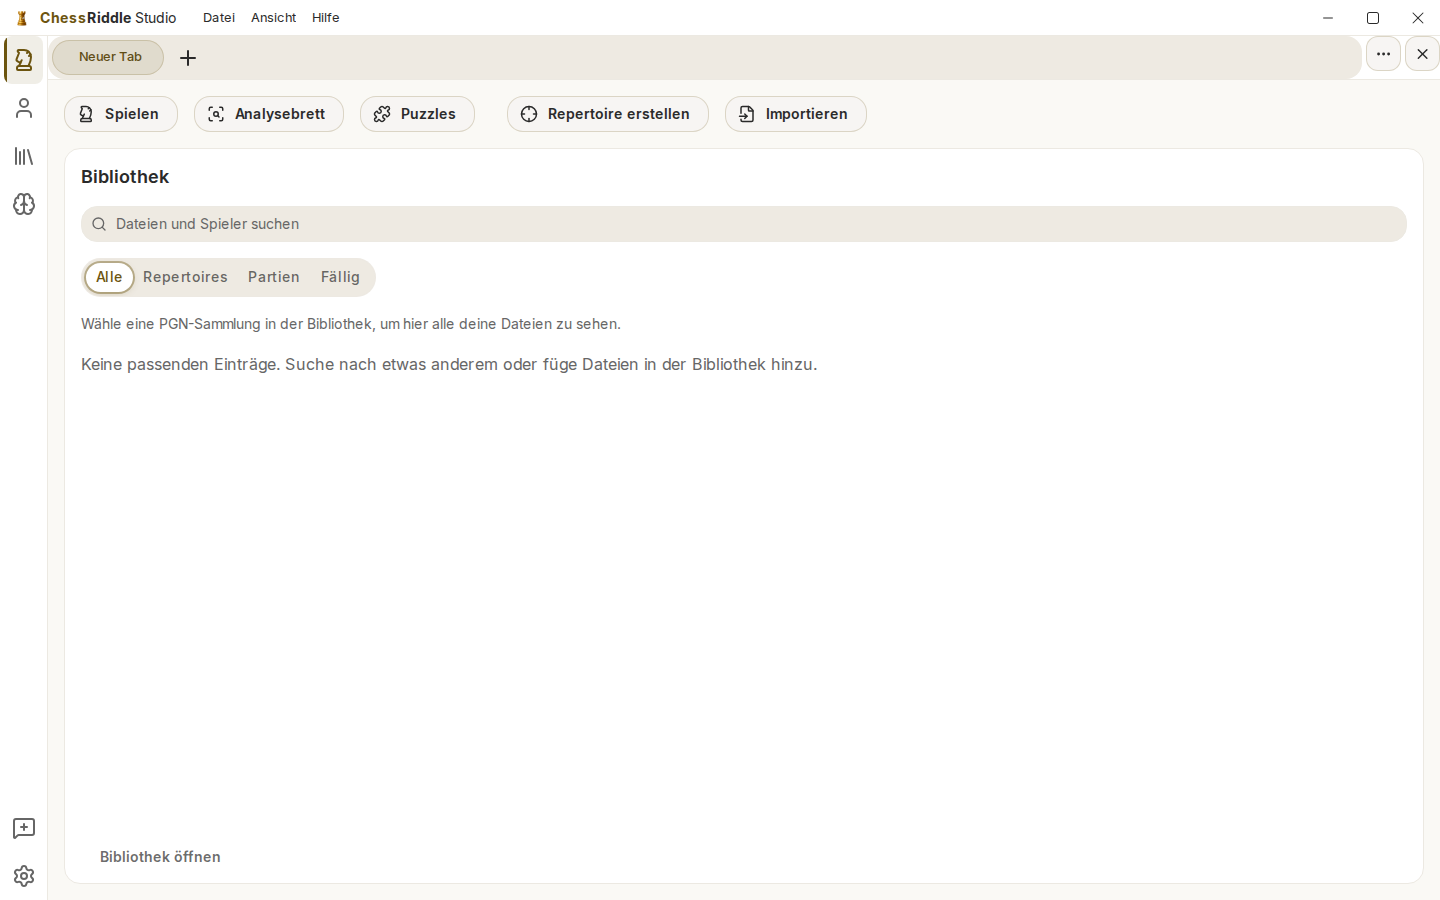 ChessRiddle Studio Datei Ansicht Hilfe
Neuer Tab
Spielen Analysebrett Puzzles Repertoire erstellen Importieren
Bibliothek
Dateien und Spieler suchen
Alle Repertoires Partien Fällig
Wähle eine PGN-Sammlung in der Bibliothek, um hier alle deine Dateien zu sehen.
Keine passenden Einträge. Suche nach etwas anderem oder füge Dateien in der Bibliothek hinzu.
Bibliothek öffnen